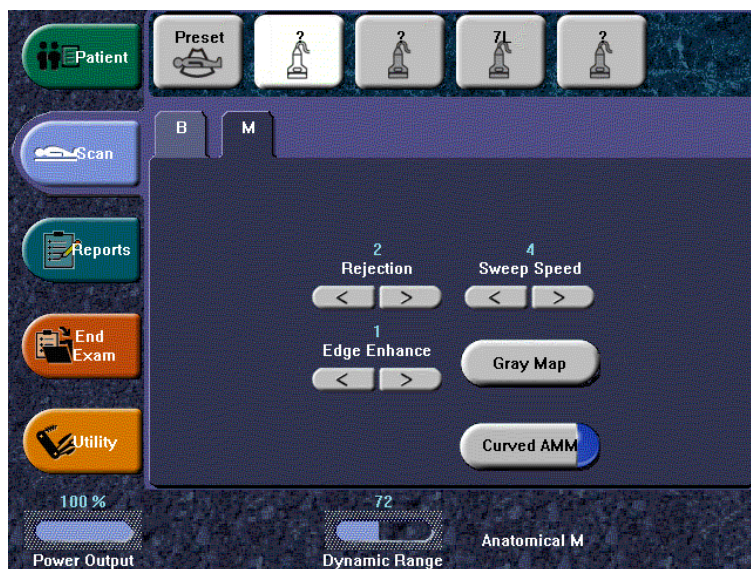 Patient
Preset
?
?
7L
?
B
M
Scan
Reports
End
Exam
Utility
2
Rejection
<
>
4
Sweep Speed
<
>
1
Edge Enhance
<
>
Gray Map
Curved AMM
100 %
Power Output
72
Dynamic Range
Anatomical M